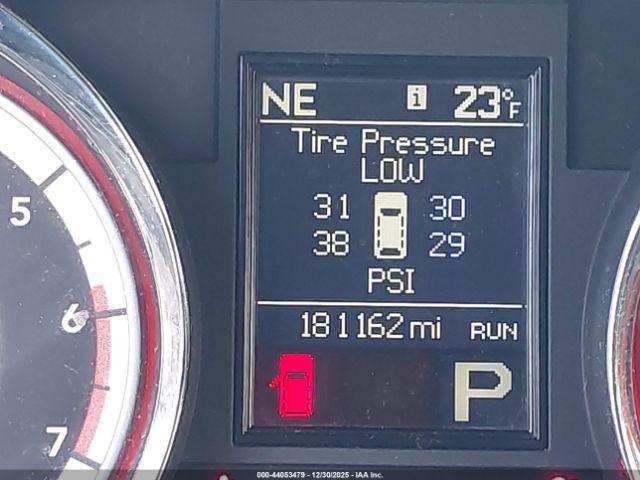 NE i 23°F
Tire Pressure
LOW
31 30
38 29
PSI
181162 mi RUN
P
5
6
7
000-44053479 - 12/30/2025 - IAA Inc.